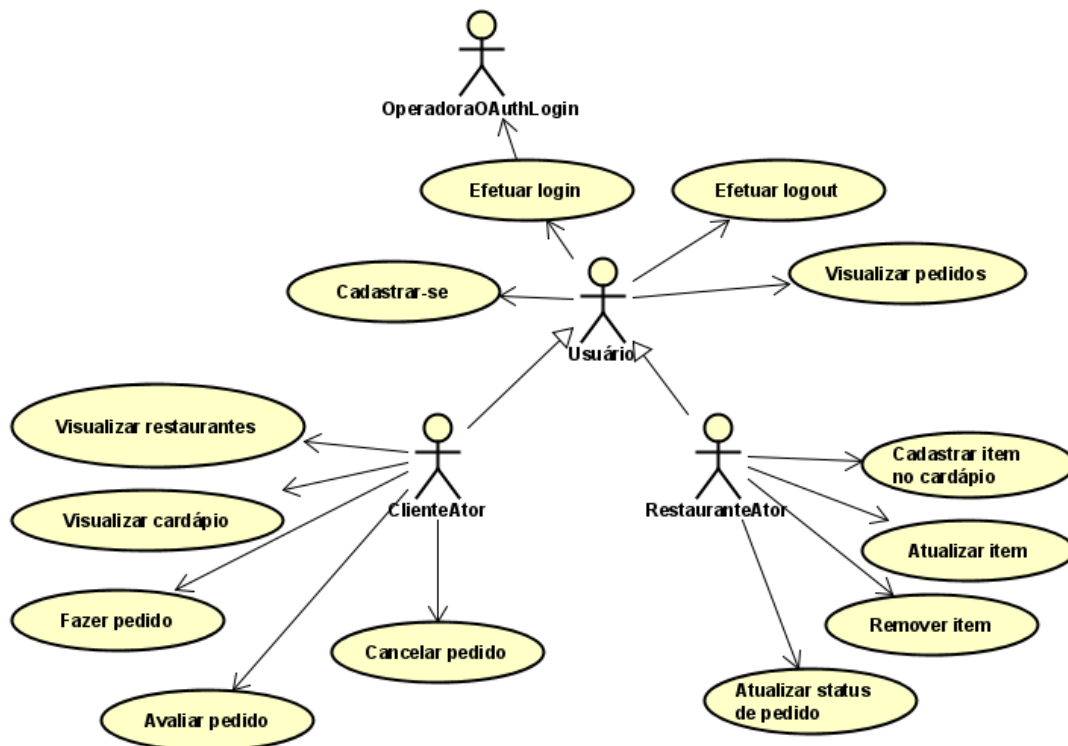 OperadoraOAuthLogin
Efetuar login
Efetuar logout
Visualizar pedidos
Cadastrar-se
Usuário
Visualizar restaurantes
Cadastrar item
no cardápio
ClienteAtor
RestauranteAtor
Visualizar cardápio
Atualizar item
Fazer pedido
Remover item
Cancelar pedido
Atualizar status
de pedido
Avaliar pedido